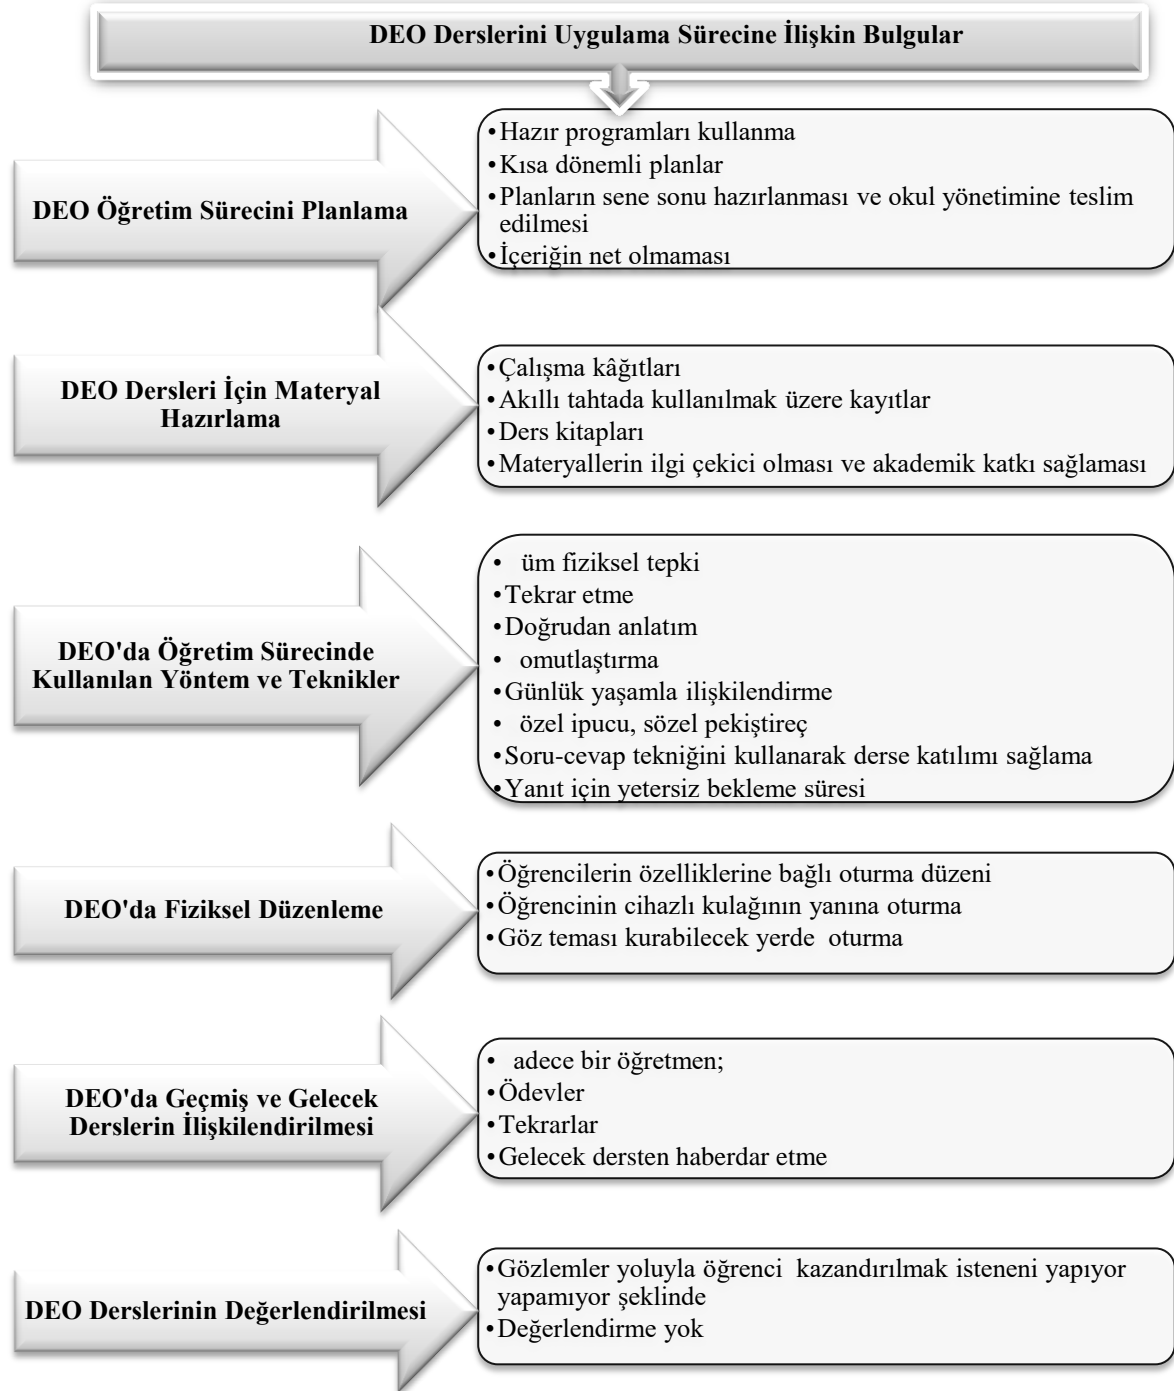 DEO Derslerini Uygulama Sürecine İlişkin Bulgular
DEO Öğretim Sürecini Planlama
•Hazır programları kullanma
•Kısa dönemli planlar
•Planların sene sonu hazırlanması ve okul yönetimine teslim
edilmesi
•İçeriğin net olmaması
DEO Dersleri İçin Materyal
Hazırlama
•Çalışma kâğıtları
•Akıllı tahtada kullanılmak üzere kayıtlar
•Ders kitapları
•Materyallerin ilgi çekici olması ve akademik katkı sağlaması
DEO'da Öğretim Sürecinde
Kullanılan Yöntem ve Teknikler
• üm fiziksel tepki
•Tekrar etme
•Doğrudan anlatım
• omutlaştırma
•Günlük yaşamla ilişkilendirme
• özel ipucu, sözel pekiştireç
•Soru-cevap tekniğini kullanarak derse katılımı sağlama
•Yanıt için yetersiz bekleme süresi
DEO'da Fiziksel Düzenleme
•Öğrencilerin özelliklerine bağlı oturma düzeni
•Öğrencinin cihazlı kulağının yanına oturma
•Göz teması kurabilecek yerde oturma
DEO'da Geçmiş ve Gelecek
Derslerin İlişkilendirilmesi
• adece bir öğretmen;
•Ödevler
•Tekrarlar
•Gelecek dersten haberdar etme
DEO Derslerinin Değerlendirilmesi
•Gözlemler yoluyla öğrenci kazandırılmak isteneni yapıyor
yapamıyor şeklinde
•Değerlendirme yok